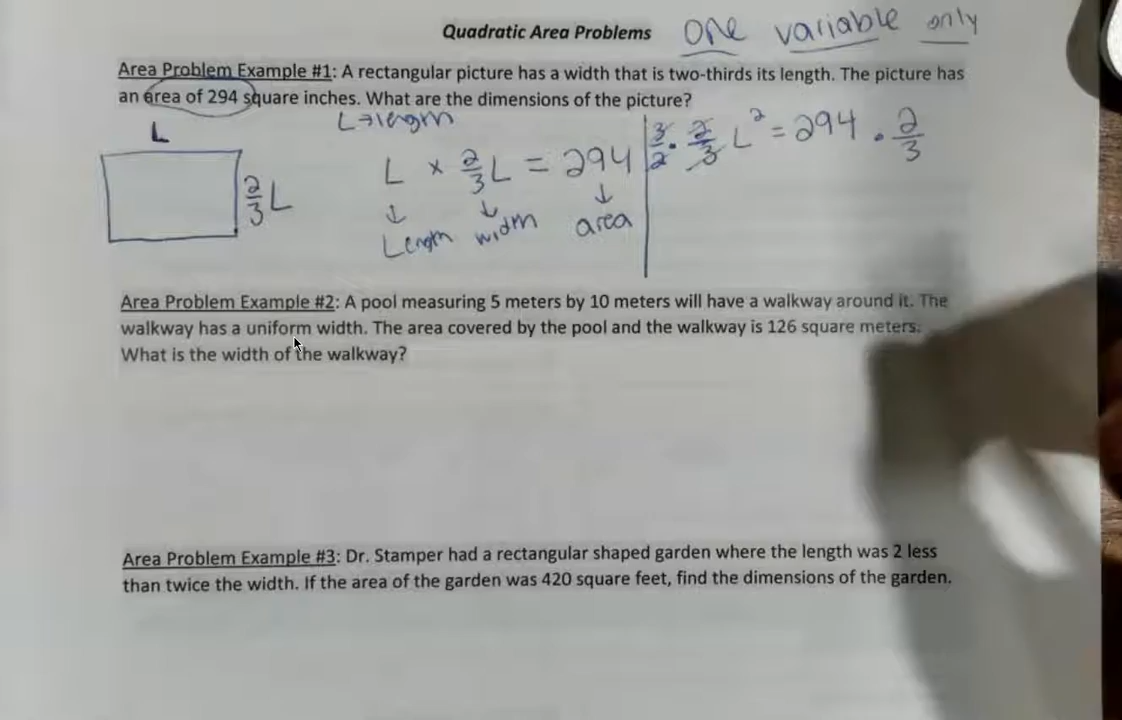 Quadratic Area Problems one variable only
Area Problem Example #1: A rectangular picture has a width that is two-thirds its length. The picture has
an area of 294 square inches. What are the dimensions of the picture?
L→length
L
2/3 L
L × 2/3 L = 294
↓ ↓ ↓
Length width area
3/2 · 2/3 L² = 294 · 2/3
Area Problem Example #2: A pool measuring 5 meters by 10 meters will have a walkway around it. The
walkway has a uniform width. The area covered by the pool and the walkway is 126 square meters.
What is the width of the walkway?
Area Problem Example #3: Dr. Stamper had a rectangular shaped garden where the length was 2 less
than twice the width. If the area of the garden was 420 square feet, find the dimensions of the garden.